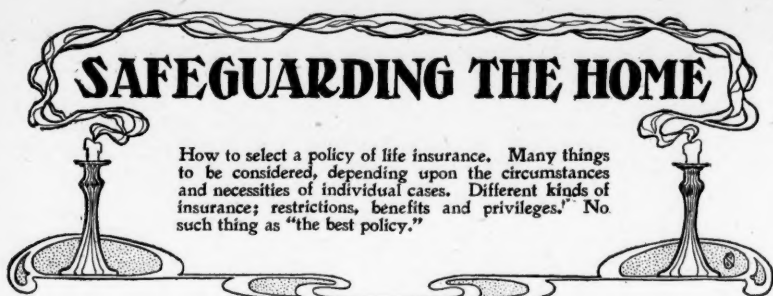 SAFEGUARDING THE HOME
How to select a policy of life insurance. Many things
to be considered, depending upon the circumstances
and necessities of individual cases. Different kinds of
insurance; restrictions, benefits and privileges. No
such thing as "the best policy."